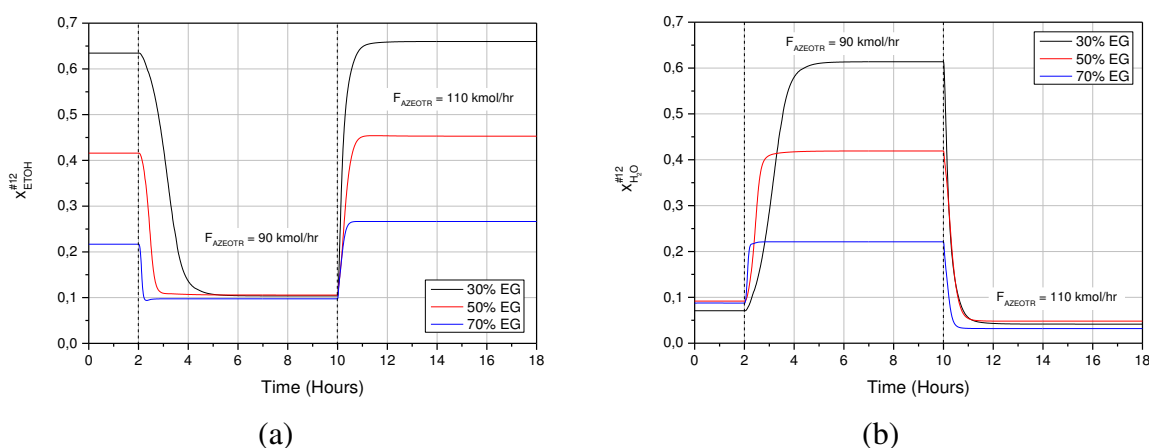 0,7
0,6
0,5
0,4
0,3
0,2
0,1
0,0
X#12ETOH
F_AZEOTR = 110 kmol/hr
F_AZEOTR = 90 kmol/hr
30% EG
50% EG
70% EG
0 2 4 6 8 10 12 14 16 18
Time (Hours)
(a)
0,7
0,6
0,5
0,4
0,3
0,2
0,1
0,0
X#12H2O
F_AZEOTR = 90 kmol/hr
30% EG
50% EG
70% EG
F_AZEOTR = 110 kmol/hr
0 2 4 6 8 10 12 14 16 18
Time (Hours)
(b)